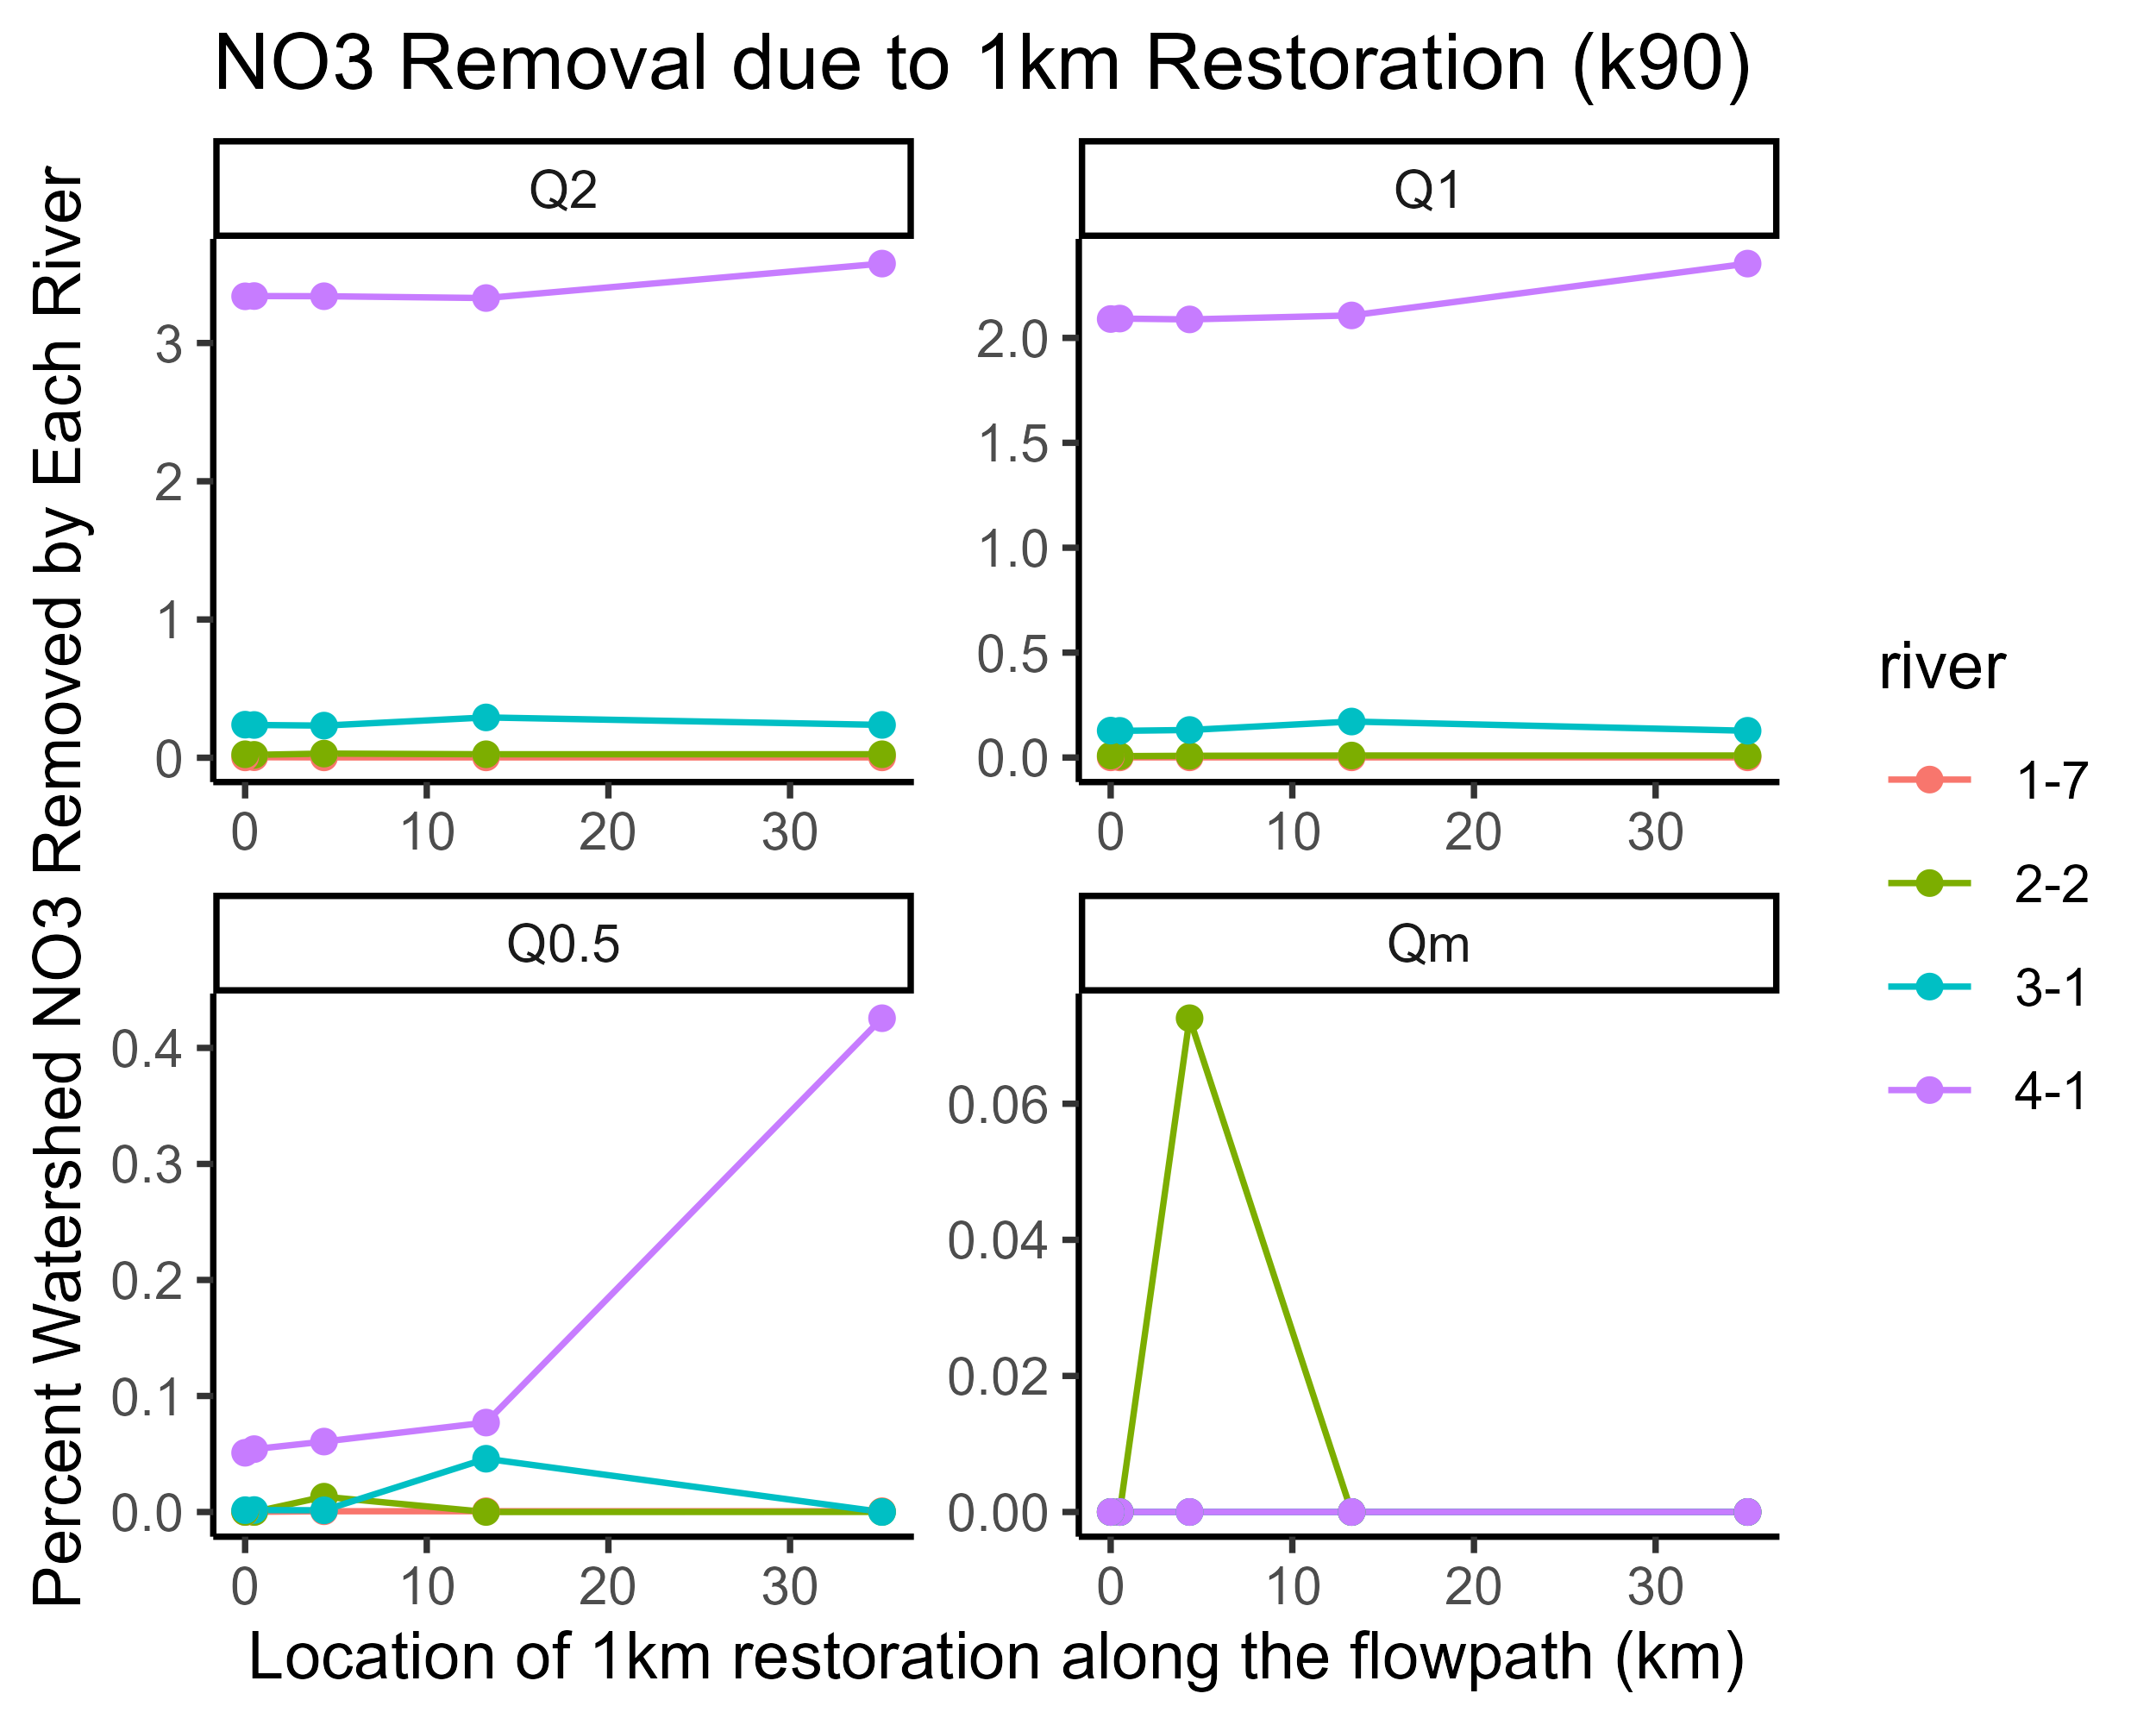 NO3 Removal due to 1km Restoration (k90)
Percent Watershed NO3 Removed by Each River
Q2
3
2
1
0
0 10 20 30
Q1
2.0
1.5
1.0
0.5
0.0
0 10 20 30
Q0.5
0.4
0.3
0.2
0.1
0.0
0 10 20 30
Qm
0.06
0.04
0.02
0.00
0 10 20 30
Location of 1km restoration along the flowpath (km)
river
1-7
2-2
3-1
4-1